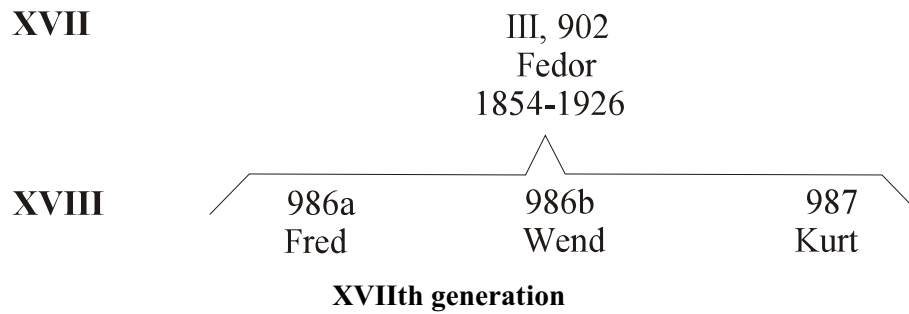 XVII III, 902
Fedor
1854-1926
XVIII 986a 986b 987
Fred Wend Kurt
XVIIth generation